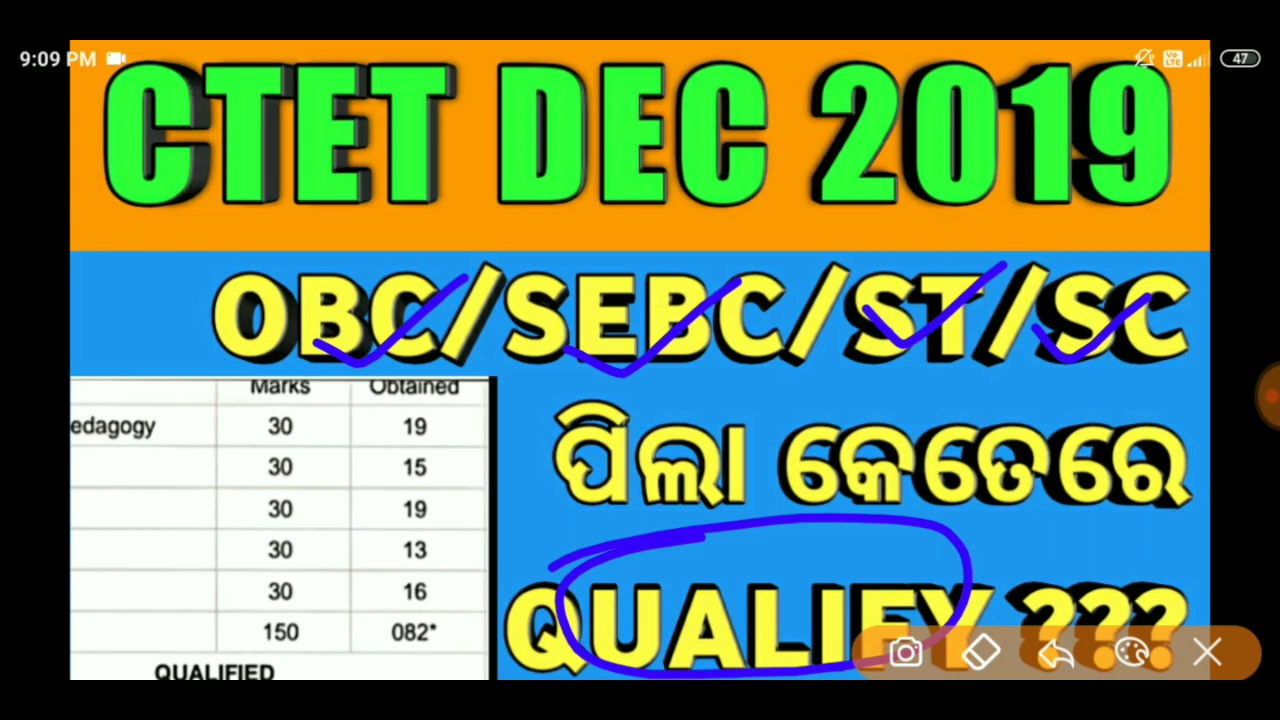 9:09 PM
47
CTET DEC 2019
OBC/SEBC/ST/SC
Marks Obtained
edagogy 30 19
30 15
30 19
30 13
30 16
150 082*
QUALIFIED
ପିଲା କେତେରେ
QUALIFY ???